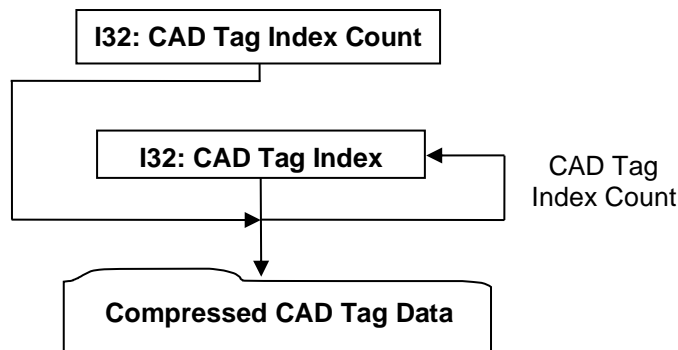 I32: CAD Tag Index Count
I32: CAD Tag Index
CAD Tag
Index Count
Compressed CAD Tag Data